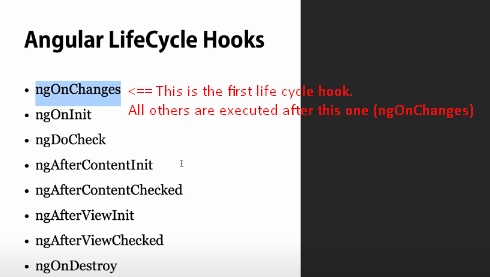 Angular LifeCycle Hooks
• ngOnChanges <== This is the first life cycle hook.
All others are executed after this one (ngOnChanges)
• ngOnInit
• ngDoCheck
• ngAfterContentInit
• ngAfterContentChecked
• ngAfterViewInit
• ngAfterViewChecked
• ngOnDestroy